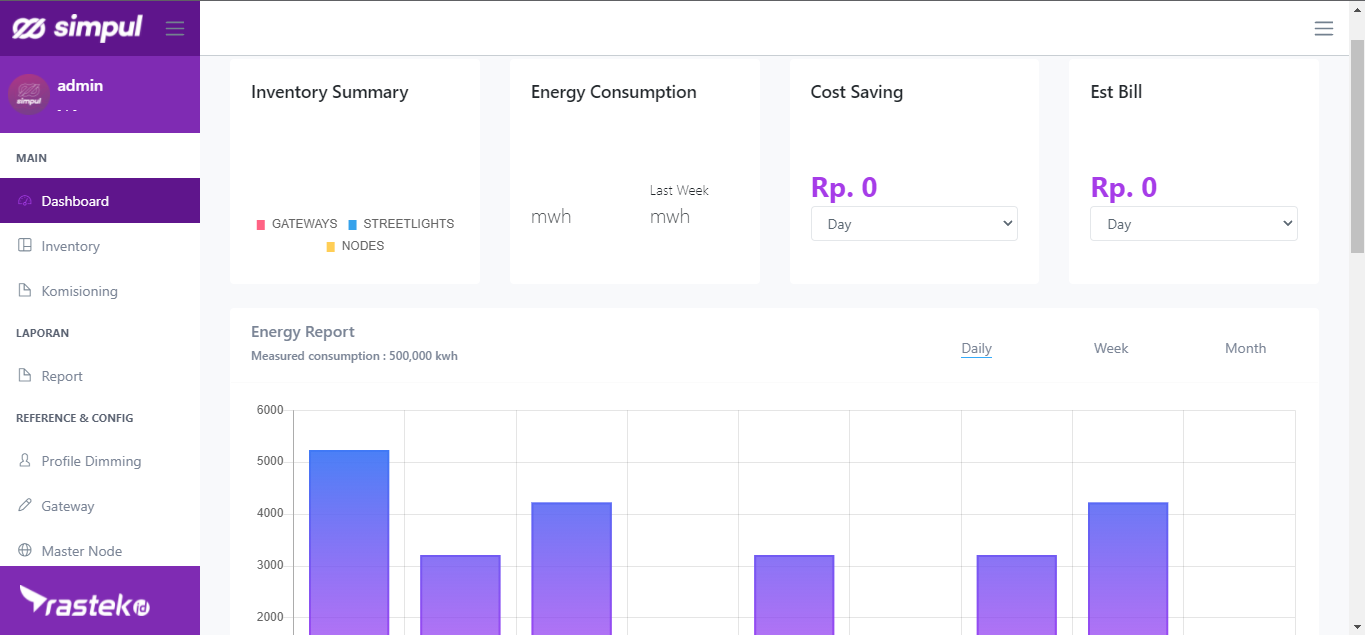 simpul
admin
simpul
- . -
MAIN
Dashboard
Inventory
Komisioning
LAPORAN
Report
REFERENCE & CONFIG
Profile Dimming
Gateway
Master Node
rasteko id
Inventory Summary
GATEWAYS STREETLIGHTS
NODES
Energy Consumption
Last Week
mwh mwh
Cost Saving
Rp. 0
Day
Est Bill
Rp. 0
Day
Energy Report
Measured consumption : 500,000 kwh
Daily Week Month
6000
5000
4000
3000
2000